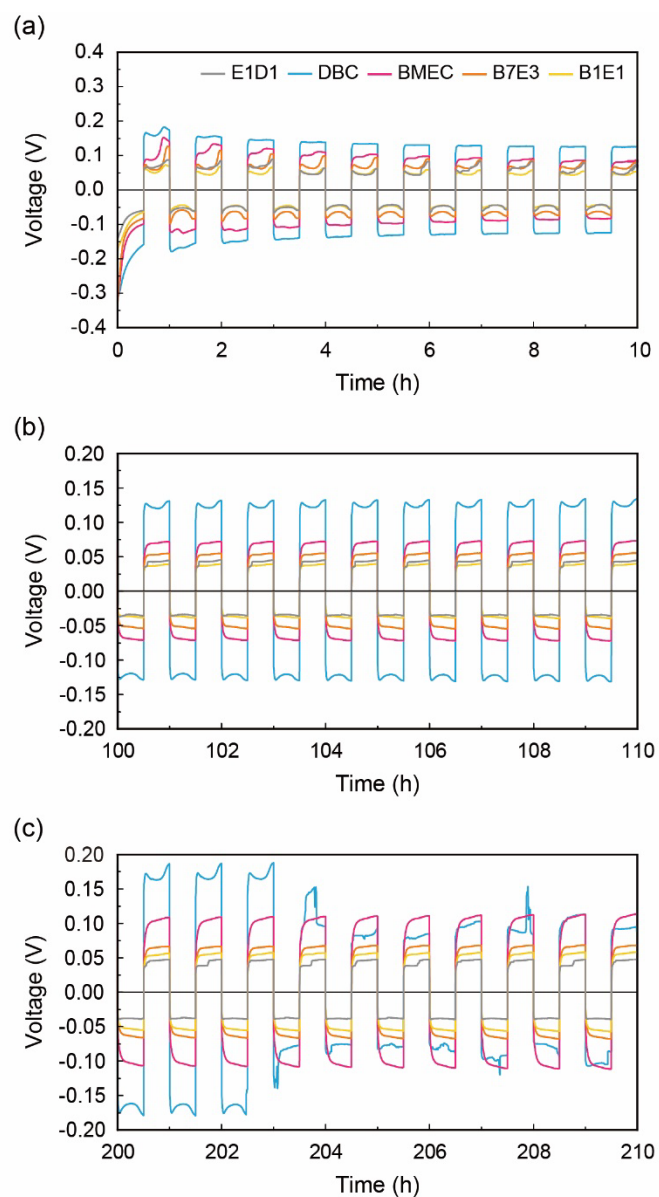 (a)
E1D1 DBC BMEC B7E3 B1E1
0.4
0.3
0.2
0.1
0.0
-0.1
-0.2
-0.3
-0.4
Voltage (V)
0 2 4 6 8 10
Time (h)
(b)
0.20
0.15
0.10
0.05
0.00
-0.05
-0.10
-0.15
-0.20
Voltage (V)
100 102 104 106 108 110
Time (h)
(c)
0.20
0.15
0.10
0.05
0.00
-0.05
-0.10
-0.15
-0.20
Voltage (V)
200 202 204 206 208 210
Time (h)